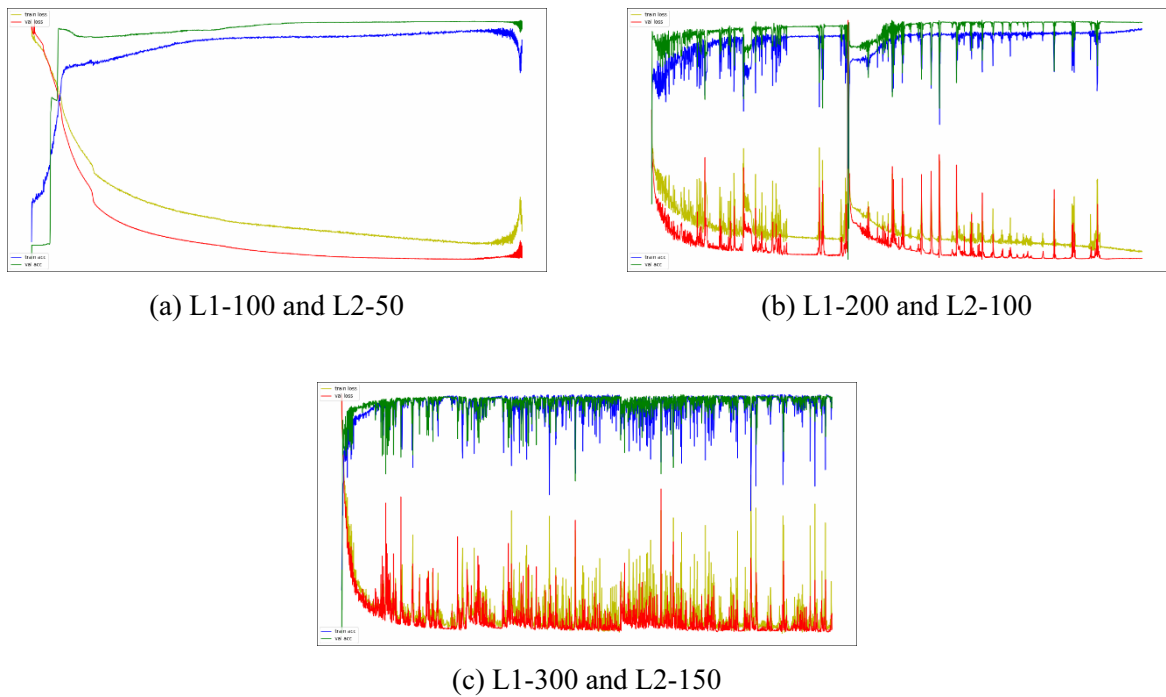 train loss
val loss
train acc
val acc
(a) L1-100 and L2-50
train loss
val loss
train acc
val acc
(b) L1-200 and L2-100
train loss
val loss
train acc
val acc
(c) L1-300 and L2-150